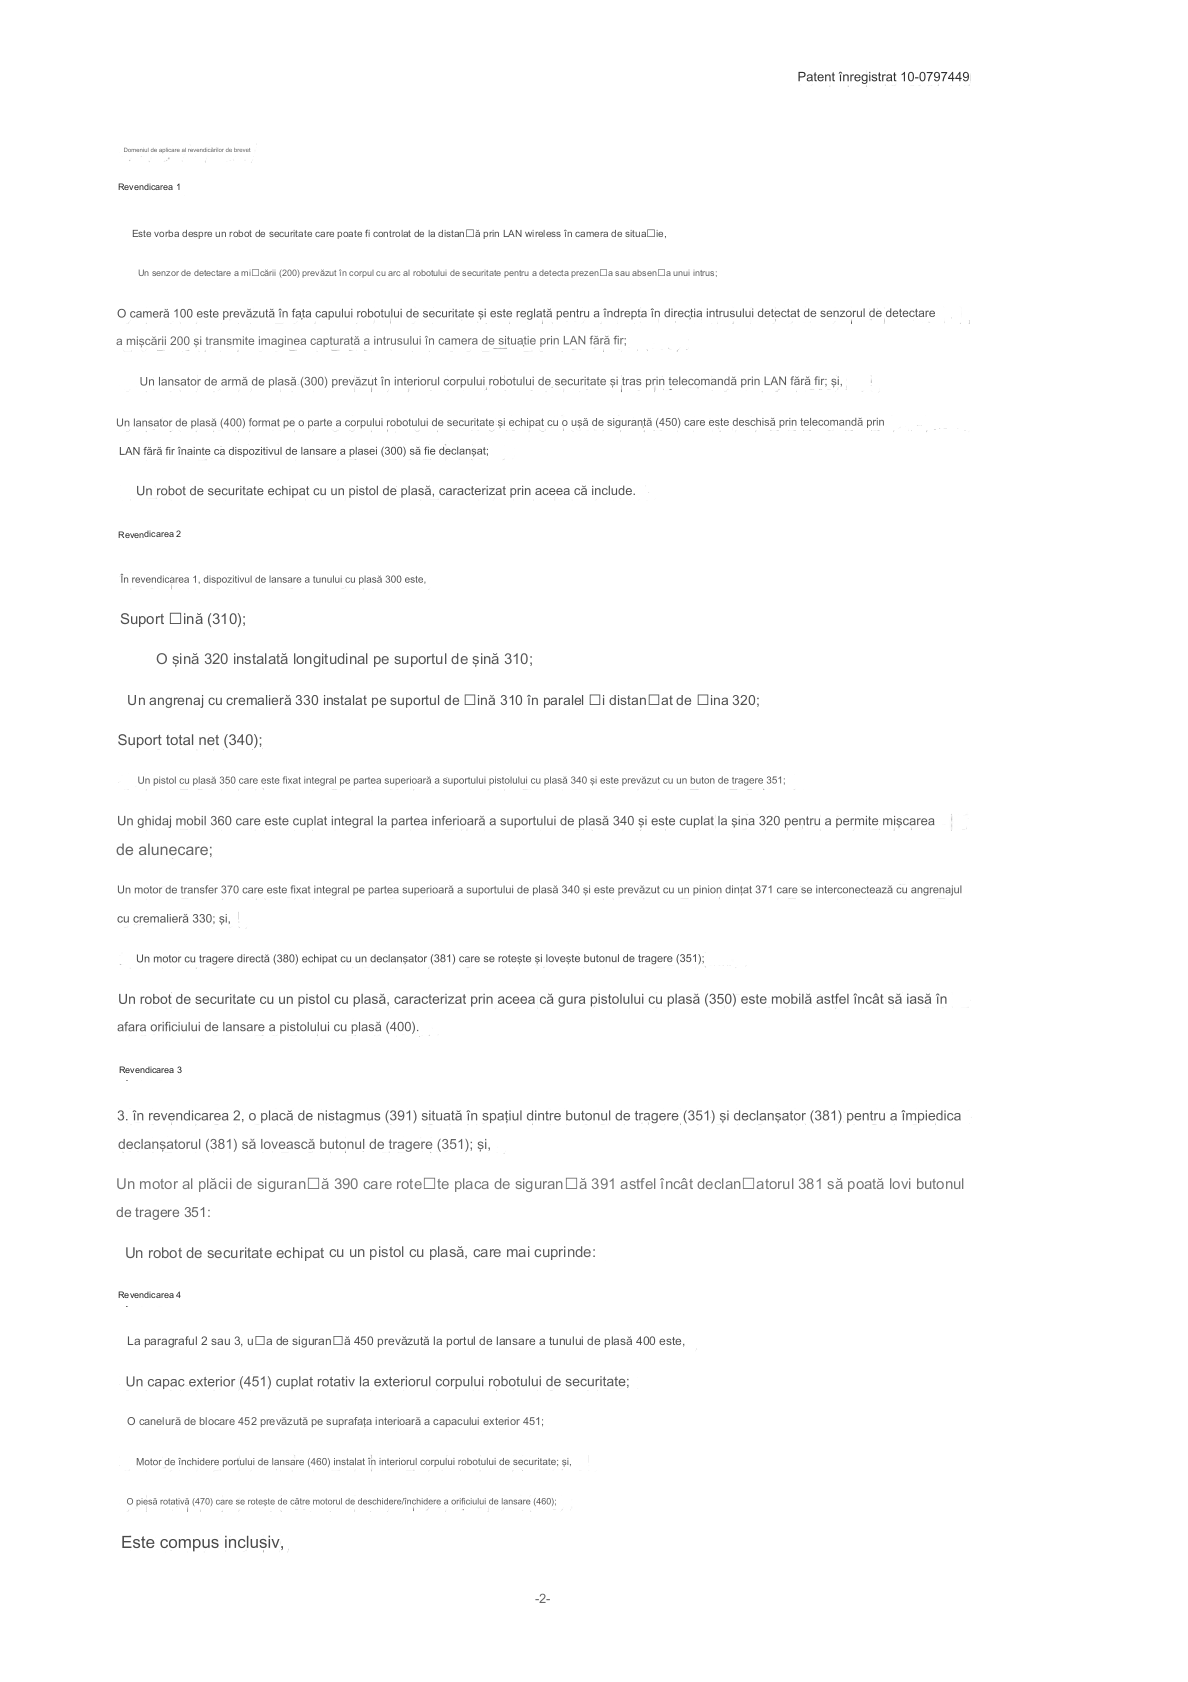 Patent înregistrat 10-0797449
Domeniul de aplicare al revendicărilor de brevet
Revendicarea 1
Este vorba despre un robot de securitate care poate fi controlat de la distan□ă prin LAN wireless în camera de situa□ie,
Un senzor de detectare a mi□cării (200) prevăzut în corpul cu arc al robotului de securitate pentru a detecta prezen□a sau absen□a unui intrus;
O cameră 100 este prevăzută în fața capului robotului de securitate și este reglată pentru a îndrepta în direcția intrusului detectat de senzorul de detectare
a mișcării 200 și transmite imaginea capturată a intrusului în camera de situație prin LAN fără fir;
Un lansator de armă de plasă (300) prevăzut în interiorul corpului robotului de securitate și tras prin telecomandă prin LAN fără fir; și,
Un lansator de plasă (400) format pe o parte a corpului robotului de securitate și echipat cu o ușă de siguranță (450) care este deschisă prin telecomandă prin
LAN fără fir înainte ca dispozitivul de lansare a plasei (300) să fie declanșat;
Un robot de securitate echipat cu un pistol de plasă, caracterizat prin aceea că include.
Revendicarea 2
În revendicarea 1, dispozitivul de lansare a tunului cu plasă 300 este,
Suport □ină (310);
O șină 320 instalată longitudinal pe suportul de șină 310;
Un angrenaj cu cremalieră 330 instalat pe suportul de □ină 310 în paralel □i distan□at de □ina 320;
Suport total net (340);
Un pistol cu plasă 350 care este fixat integral pe partea superioară a suportului pistolului cu plasă 340 și este prevăzut cu un buton de tragere 351;
Un ghidaj mobil 360 care este cuplat integral la partea inferioară a suportului de plasă 340 și este cuplat la șina 320 pentru a permite mișcarea
de alunecare;
Un motor de transfer 370 care este fixat integral pe partea superioară a suportului de plasă 340 și este prevăzut cu un pinion dințat 371 care se interconectează cu angrenajul
cu cremalieră 330; și,
Un motor cu tragere directă (380) echipat cu un declanșator (381) care se rotește și lovește butonul de tragere (351);
Un robot de securitate cu un pistol cu plasă, caracterizat prin aceea că gura pistolului cu plasă (350) este mobilă astfel încât să iasă în
afara orificiului de lansare a pistolului cu plasă (400).
Revendicarea 3
3. în revendicarea 2, o placă de nistagmus (391) situată în spațiul dintre butonul de tragere (351) și declanșator (381) pentru a împiedica
declanșatorul (381) să lovească butonul de tragere (351); și,
Un motor al plăcii de siguran□ă 390 care rote□te placa de siguran□ă 391 astfel încât declan□atorul 381 să poată lovi butonul
de tragere 351:
Un robot de securitate echipat cu un pistol cu plasă, care mai cuprinde:
Revendicarea 4
La paragraful 2 sau 3, u□a de siguran□ă 450 prevăzută la portul de lansare a tunului de plasă 400 este,
Un capac exterior (451) cuplat rotativ la exteriorul corpului robotului de securitate;
O canelură de blocare 452 prevăzută pe suprafața interioară a capacului exterior 451;
Motor de închidere portului de lansare (460) instalat în interiorul corpului robotului de securitate; și,
O piesă rotativă (470) care se rotește de către motorul de deschidere/închidere a orificiului de lansare (460);
Este compus inclusiv,
-2-